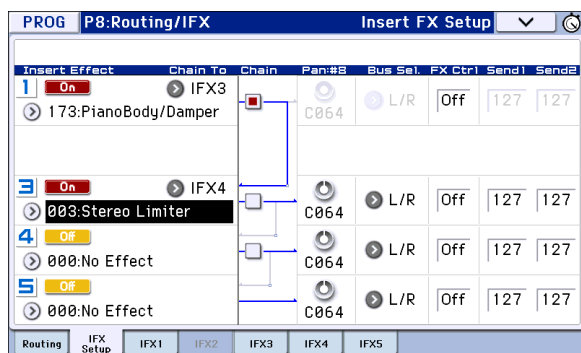 PROG P8:Routing/IFX Insert FX Setup
Insert Effect Chain To Chain Pan:#8 Bus Sel. FX Ctrl Send1 Send2
1 On IFX3
173:PianoBody/Damper C064 L/R Off 127 127
3 On IFX4
003:Stereo Limiter C064 L/R Off 127 127
4 Off
000:No Effect C064 L/R Off 127 127
5 Off
000:No Effect C064 L/R Off 127 127
Routing IFX Setup IFX1 IFX2 IFX3 IFX4 IFX5